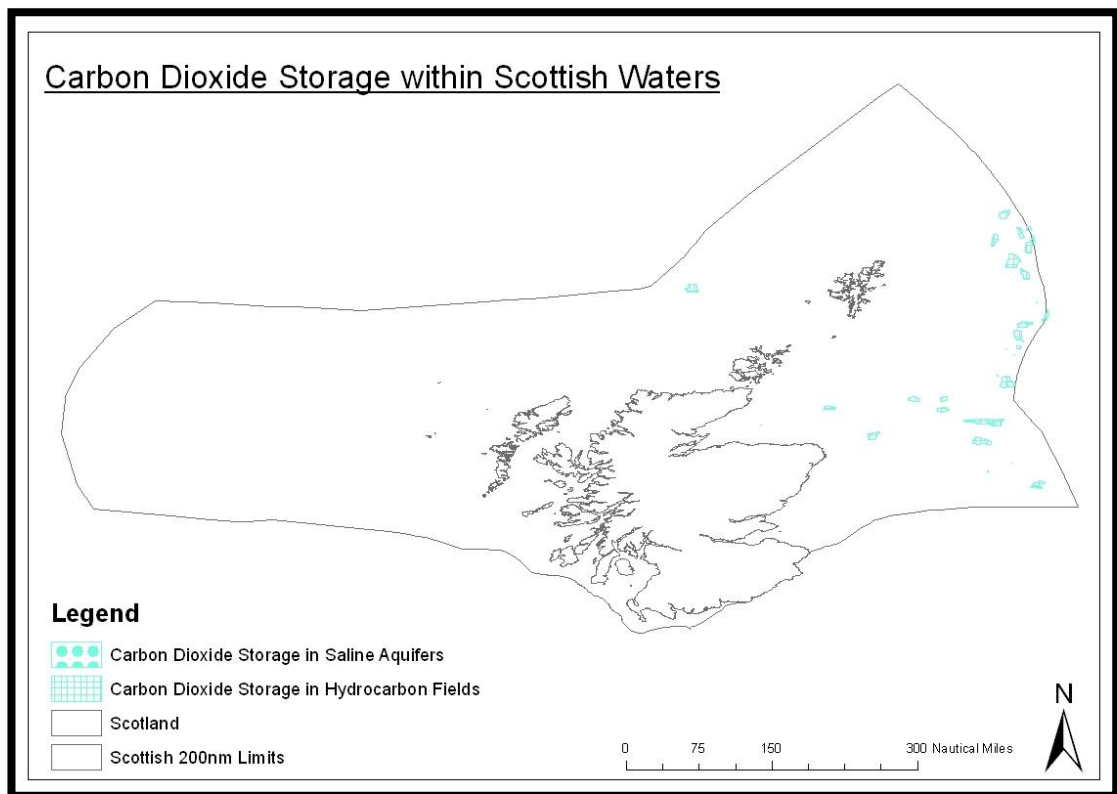 Carbon Dioxide Storage within Scottish Waters
Legend
Carbon Dioxide Storage in Saline Aquifers
Carbon Dioxide Storage in Hydrocarbon Fields
Scotland
Scottish 200nm Limits
0 75 150 300 Nautical Miles
N